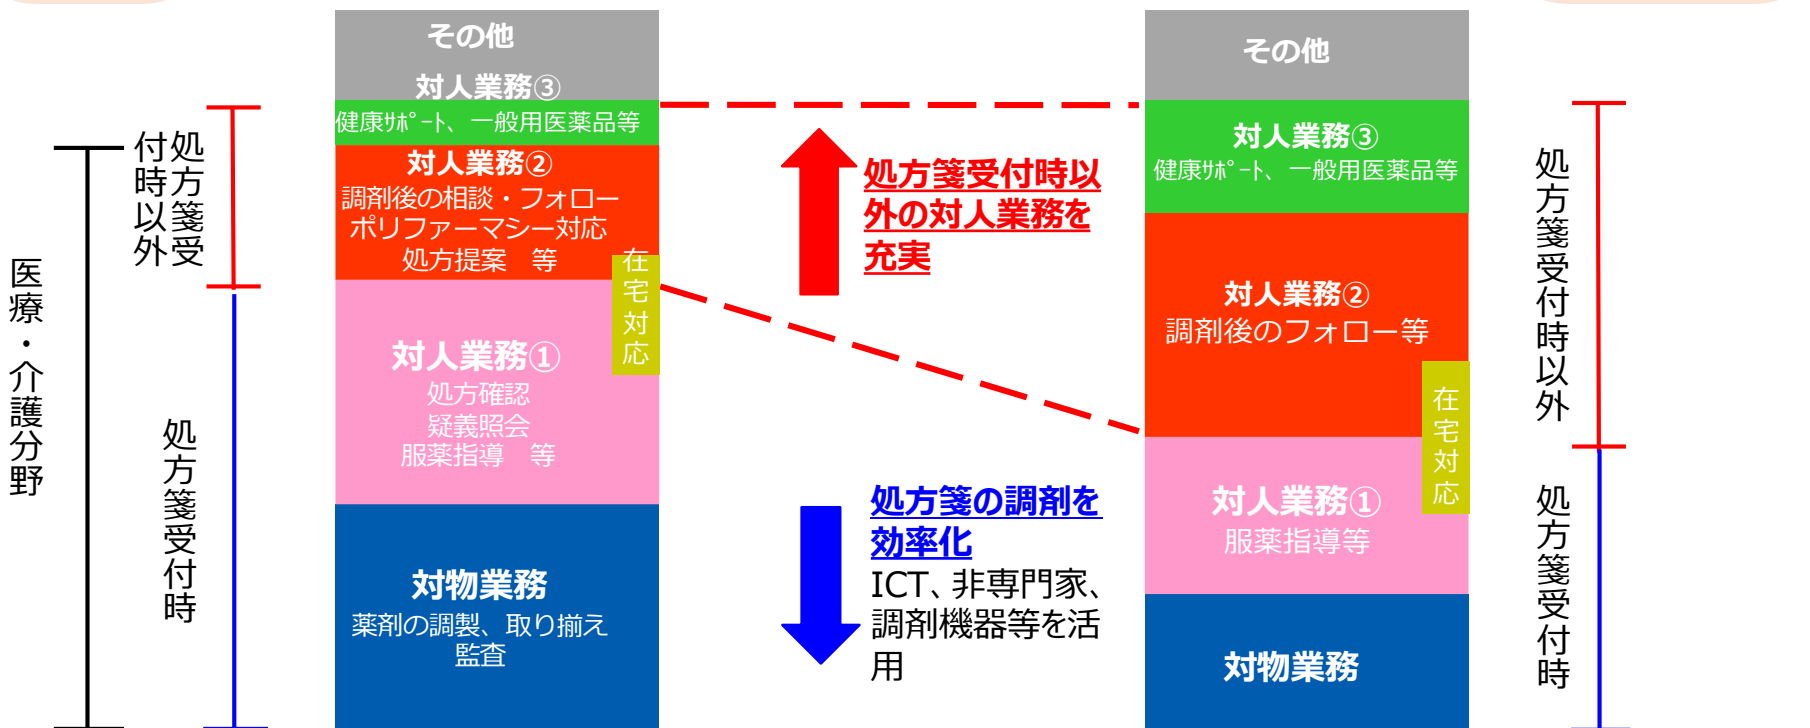 医療・介護分野
処方箋受
付時以外
処方箋受付時
その他
対人業務③
健康ｻﾎﾟｰﾄ、一般用医薬品等
対人業務②
調剤後の相談・フォロー
ポリファーマシー対応
処方提案　等
在宅対応
対人業務①
処方確認
疑義照会
服薬指導　等
対物業務
薬剤の調製、取り揃え
監査
処方箋受付時以
外の対人業務を
充実
処方箋の調剤を
効率化
ICT、非専門家、
調剤機器等を活
用
その他
対人業務③
健康ｻﾎﾟｰﾄ、一般用医薬品等
対人業務②
調剤後のフォロー等
在宅対応
対人業務①
服薬指導等
対物業務
処方箋受付時以外
処方箋受付時